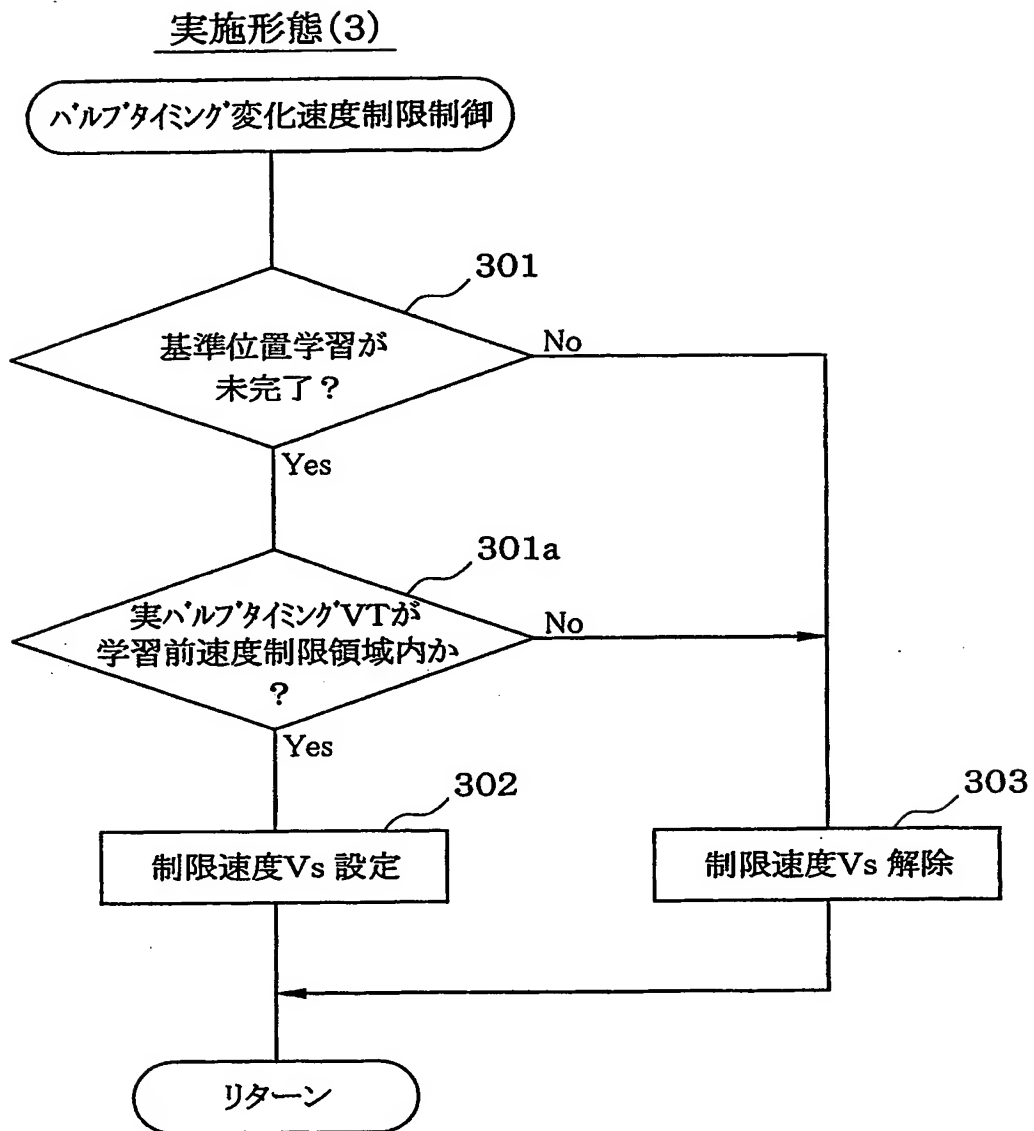 実施形態(3)
バルブタイミング変化速度制限制御
301
基準位置学習が
未完了？
No
Yes
301a
実バルブタイミングVTが
学習前速度制限領域内か
？
No
Yes
302
制限速度Vs 設定
303
制限速度Vs 解除
リターン